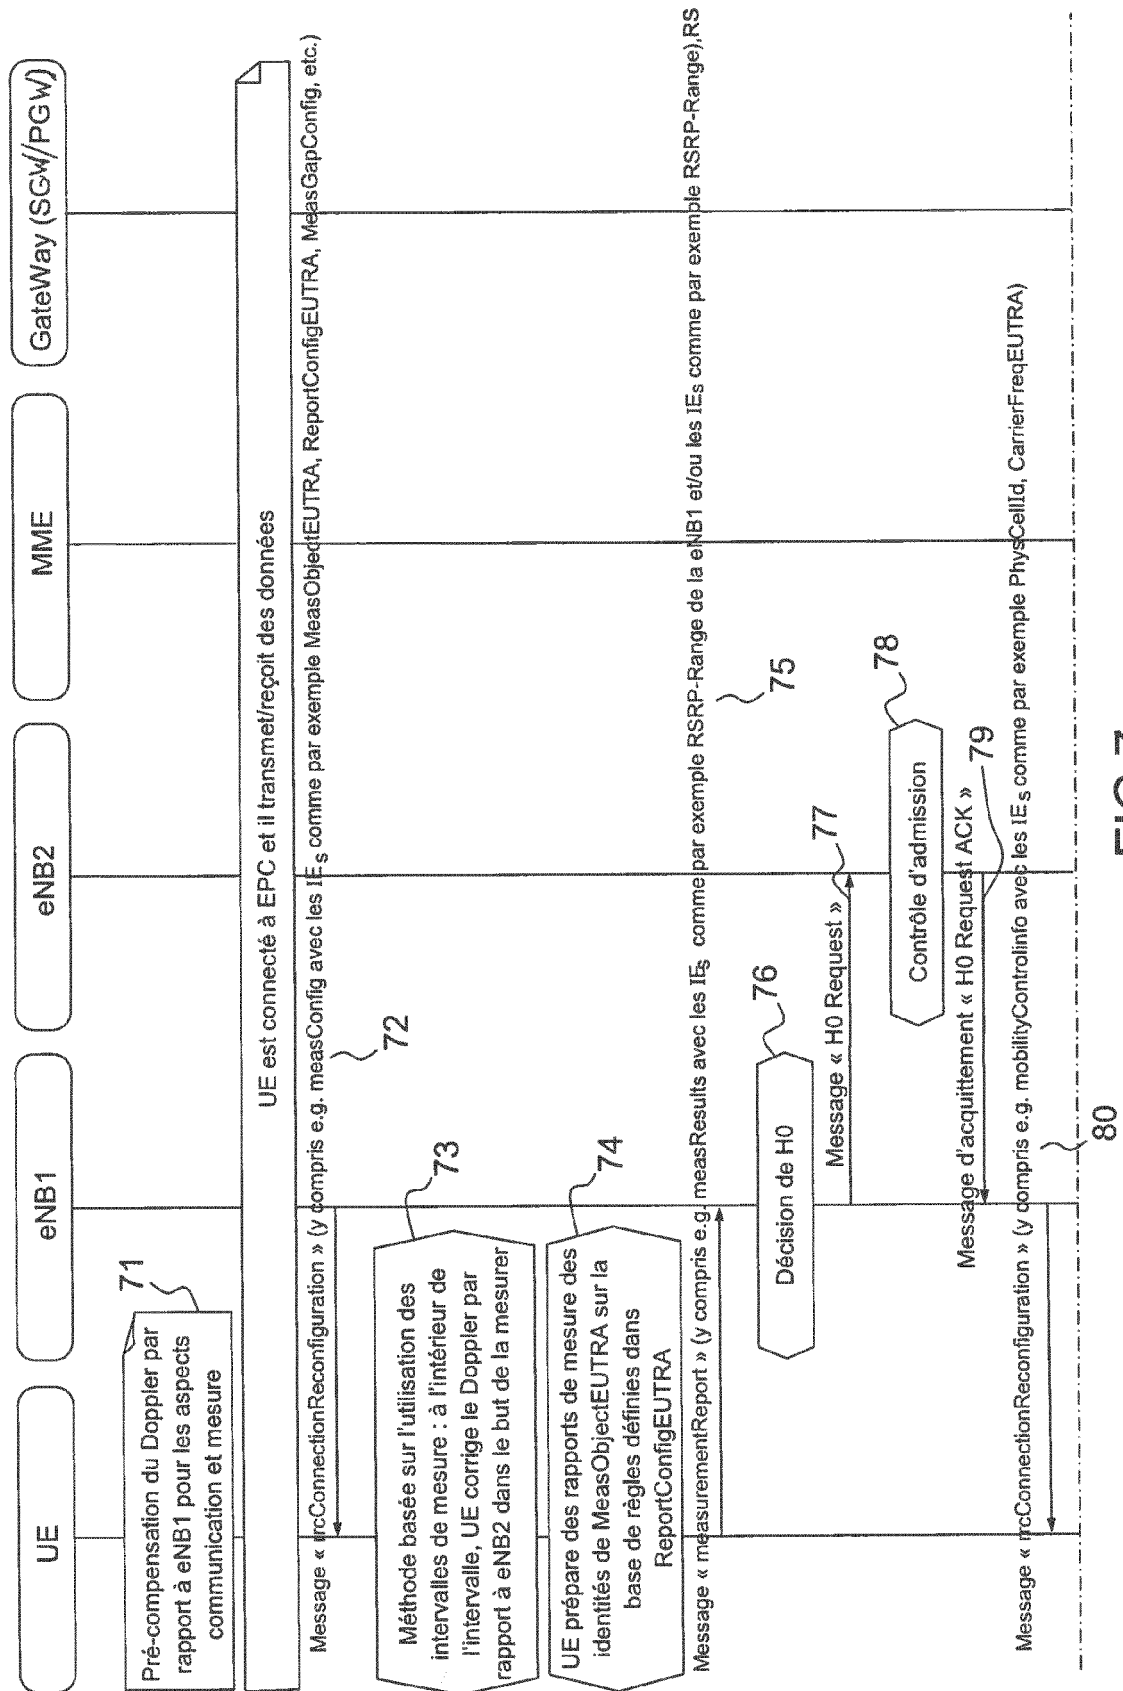 UE
eNB1
eNB2
MME
GateWay (SGW/PGW)
Pré-compensation du Doppler par
rapport à eNB1 pour les aspects
communication et mesure
71
UE est connecté à EPC et il transmet/reçoit des données
Message « rrcConnectionReconfiguration » (y compris e.g. measConfig avec les IEs comme par exemple MeasObjectEUTRA, ReportConfigEUTRA, MeasGapConfig, etc.)
72
Méthode basée sur l'utilisation des
intervalles de mesure : à l'intérieur de
l'intervalle, UE corrige le Doppler par
rapport à eNB2 dans le but de la mesurer
73
UE prépare des rapports de mesure des
identités de MeasObjectEUTRA sur la
base de règles définies dans
ReportConfigEUTRA
74
Message « measurementReport » (y compris e.g. measResults avec les IEs comme par exemple RSRP-Range de la eNB1 et/ou les IEs comme par exemple RSRP-Range),RS
75
Décision de H0
76
Message « H0 Request »
77
Contrôle d'admission
78
Message d'acquittement « H0 Request ACK »
79
Message « rrcConnectionReconfiguration » (y compris e.g. mobilityControlinfo avec les IEs comme par exemple PhysCellId, CarrierFreqEUTRA)
80